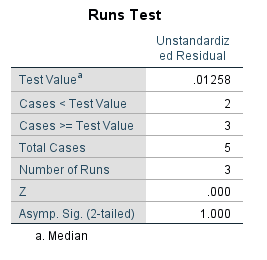 Runs Test
Unstandardiz
ed Residual
Test Valueᵃ .01258
Cases < Test Value 2
Cases >= Test Value 3
Total Cases 5
Number of Runs 3
Z .000
Asymp. Sig. (2-tailed) 1.000
a. Median